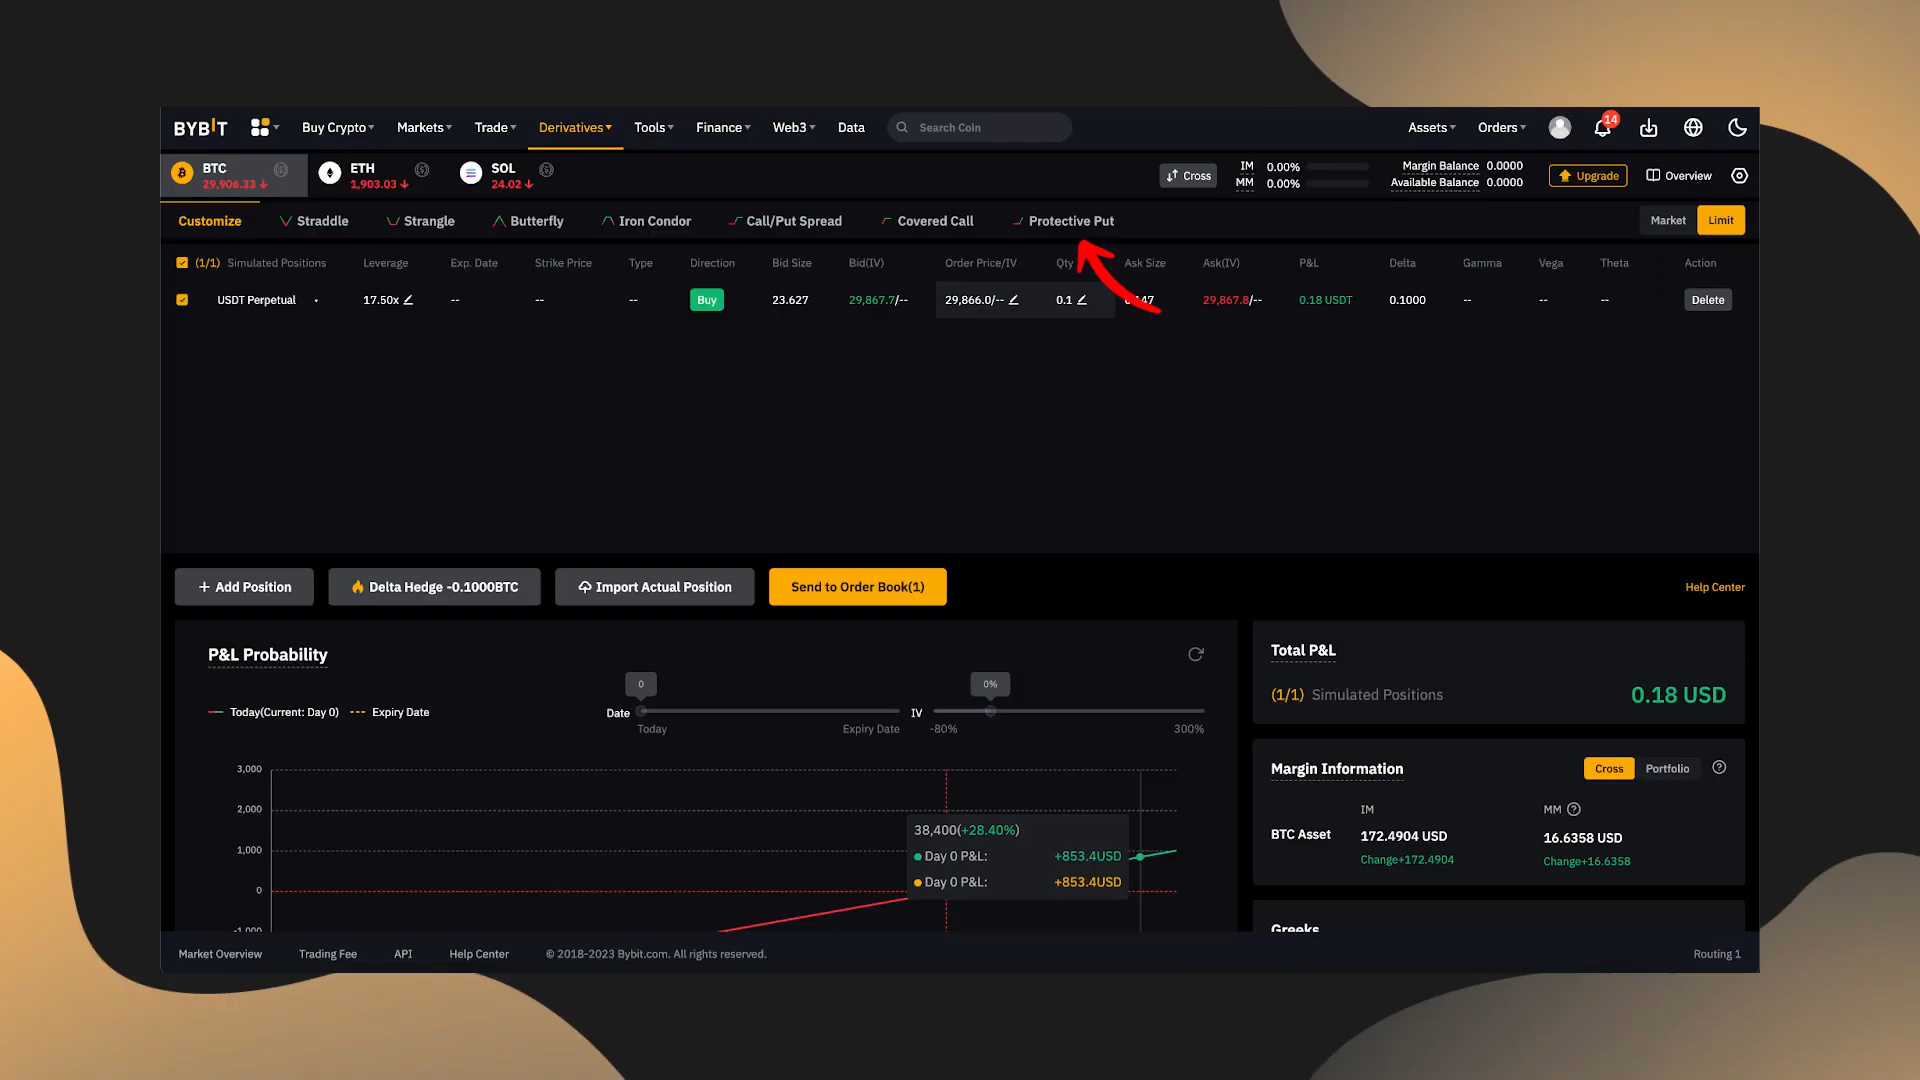 BYBIT Buy Crypto Markets Trade Derivatives Tools Finance Web3 Data Search Coin Assets Orders 14
BTC 29,906.33 ETH 1,903.03 SOL 24.02 Cross IM 0.00% MM 0.00% Margin Balance 0.0000 Available Balance 0.0000 Upgrade Overview
Customize Straddle Strangle Butterfly Iron Condor Call/Put Spread Covered Call Protective Put Market Limit
(1/1) Simulated Positions Leverage Exp. Date Strike Price Type Direction Bid Size Bid(IV) Order Price/IV Qty Ask Size Ask(IV) P&L Delta Gamma Vega Theta Action
USDT Perpetual 17.50x -- -- -- Buy 23.627 29,867.7/-- 29,866.0/-- 0.1 29,867.8/-- 0.18 USDT 0.1000 -- -- -- Delete
+ Add Position Delta Hedge -0.1000BTC Import Actual Position Send to Order Book(1) Help Center
P&L Probability
0 0%
Today(Current: Day 0) Expiry Date Date IV
Today Expiry Date -80% 300%
3,000
2,000
1,000
0
-1,000
38,400(+28.40%)
Day 0 P&L: +853.4USD
Day 0 P&L: +853.4USD
Total P&L
(1/1) Simulated Positions 0.18 USD
Margin Information Cross Portfolio
IM MM
BTC Asset 172.4904 USD 16.6358 USD
Change+172.4904 Change+16.6358
Greeks
Market Overview Trading Fee API Help Center © 2018-2023 Bybit.com. All rights reserved. Routing 1